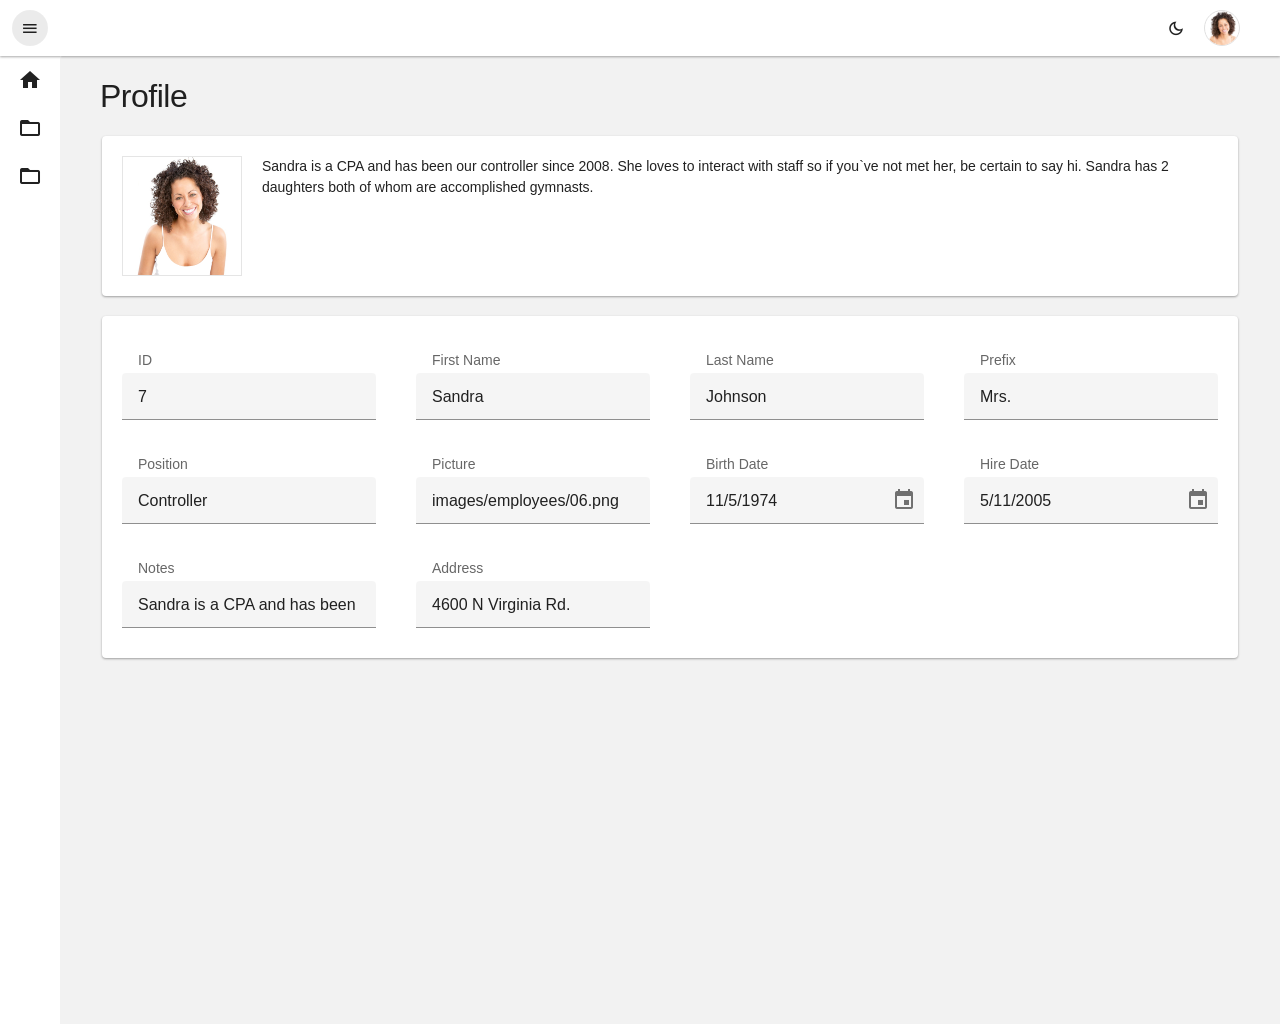 Profile
Sandra is a CPA and has been our controller since 2008. She loves to interact with staff so if you`ve not met her, be certain to say hi. Sandra has 2
daughters both of whom are accomplished gymnasts.
ID
First Name
Last Name
Prefix
7
Sandra
Johnson
Mrs.
Position
Picture
Birth Date
Hire Date
Controller
images/employees/06.png
11/5/1974
5/11/2005
Notes
Address
Sandra is a CPA and has been
4600 N Virginia Rd.